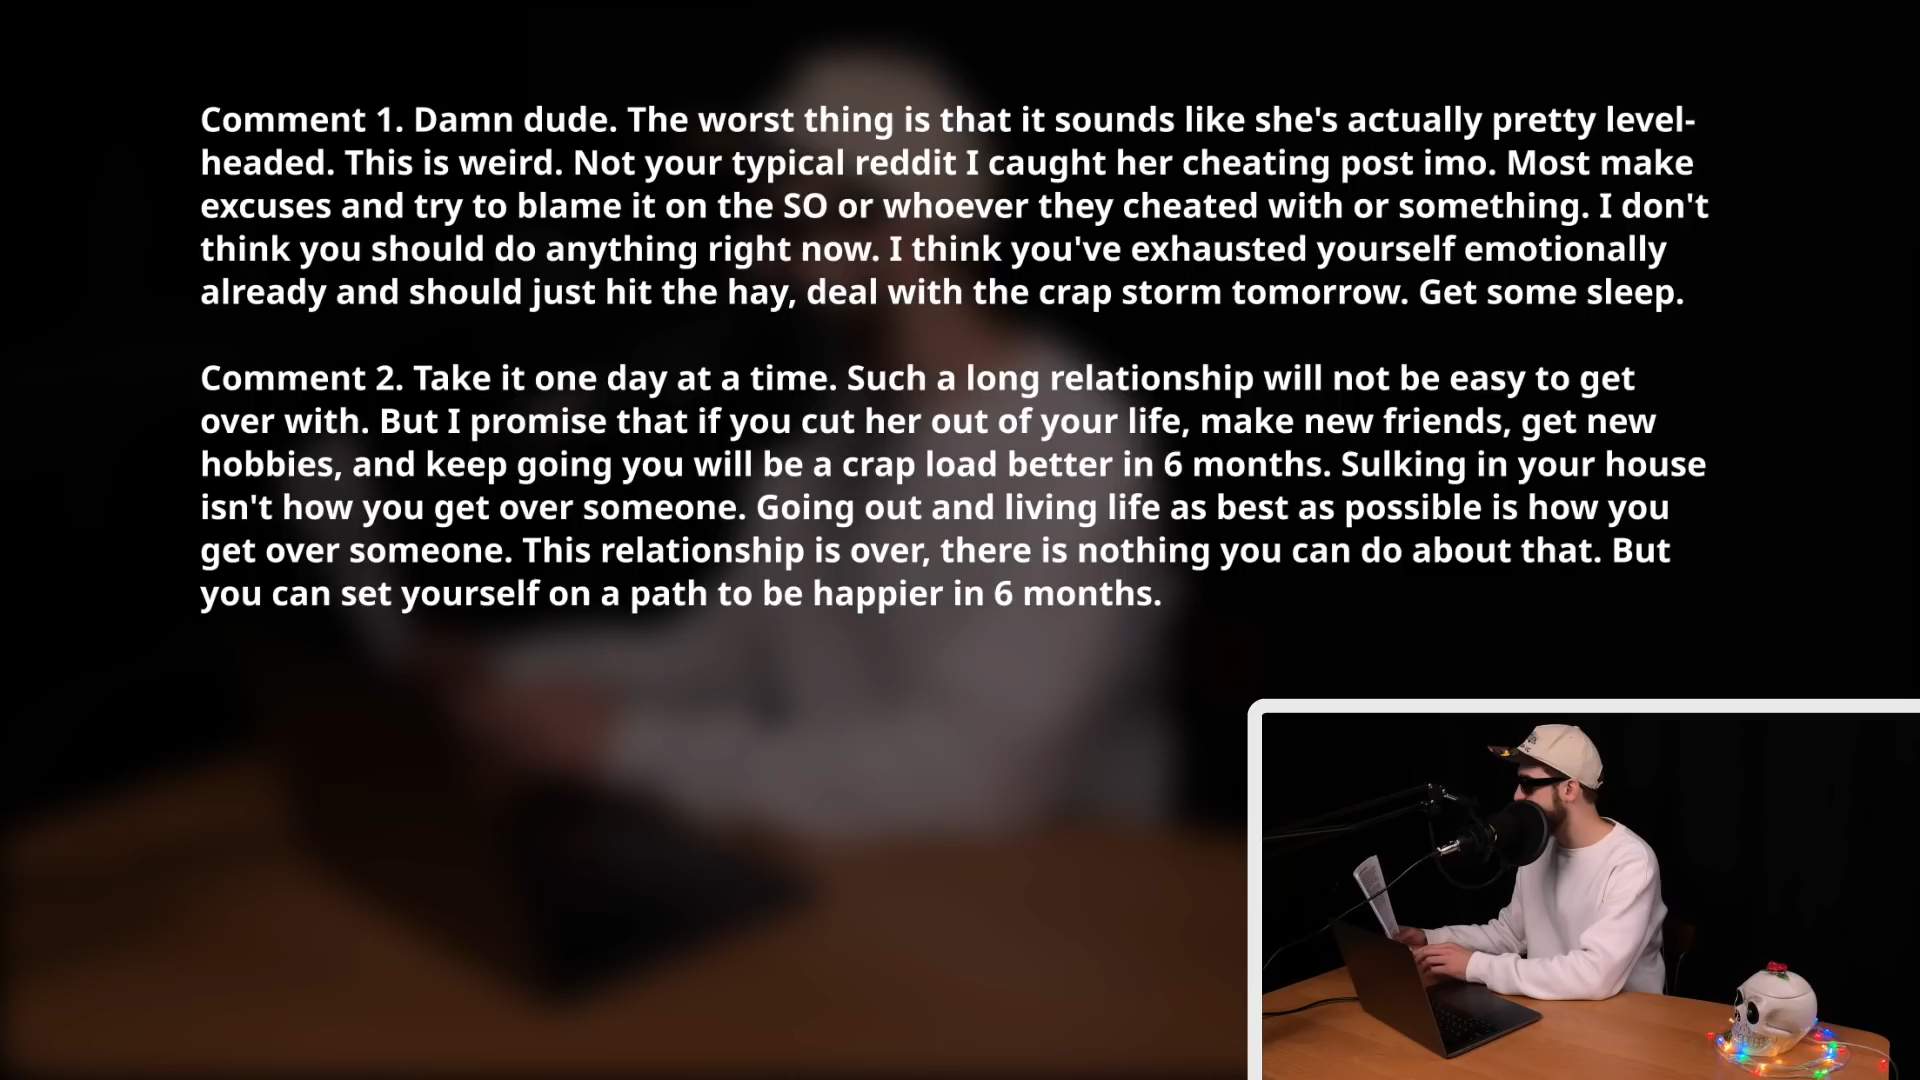 Comment 1. Damn dude. The worst thing is that it sounds like she's actually pretty level-
headed. This is weird. Not your typical reddit I caught her cheating post imo. Most make
excuses and try to blame it on the SO or whoever they cheated with or something. I don't
think you should do anything right now. I think you've exhausted yourself emotionally
already and should just hit the hay, deal with the crap storm tomorrow. Get some sleep.
Comment 2. Take it one day at a time. Such a long relationship will not be easy to get
over with. But I promise that if you cut her out of your life, make new friends, get new
hobbies, and keep going you will be a crap load better in 6 months. Sulking in your house
isn't how you get over someone. Going out and living life as best as possible is how you
get over someone. This relationship is over, there is nothing you can do about that. But
you can set yourself on a path to be happier in 6 months.